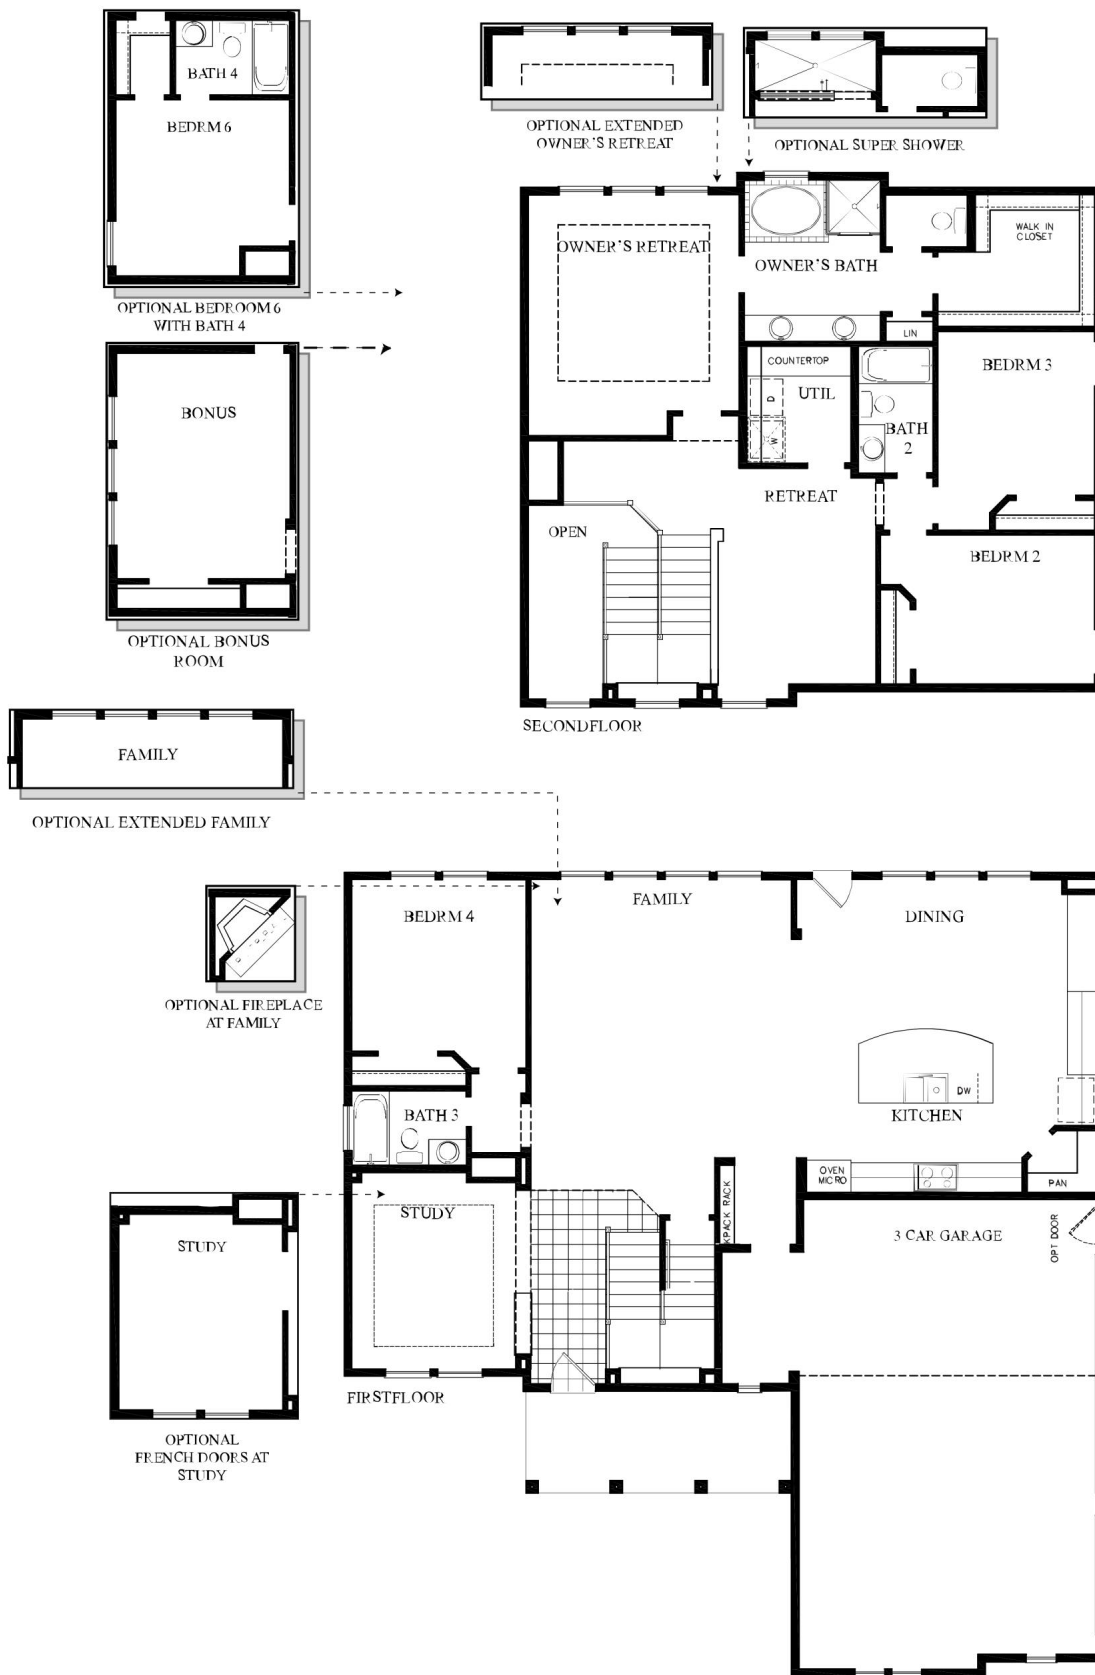 BATH 4
BEDRM 6
OPTIONAL BEDROOM 6
WITH BATH 4
BONUS
OPTIONAL BONUS
ROOM
OPTIONAL EXTENDED
OWNER'S RETREAT
OPTIONAL SUPER SHOWER
OWNER'S RETREAT
OWNER'S BATH
WALK IN
CLOSET
LIN
COUNTERTOP
D
W
UTIL
BATH
2
BEDRM 3
RETREAT
OPEN
BEDRM 2
SECONDFLOOR
FAMILY
OPTIONAL EXTENDED FAMILY
OPTIONAL FIREPLACE
AT FAMILY
BEDRM 4
FAMILY
DINING
DW
KITCHEN
BATH 3
OVEN
MICRO
PAN
KPACK RACK
STUDY
3 CAR GARAGE
OPT DOOR
FIRSTFLOOR
STUDY
OPTIONAL
FRENCH DOORS AT
STUDY